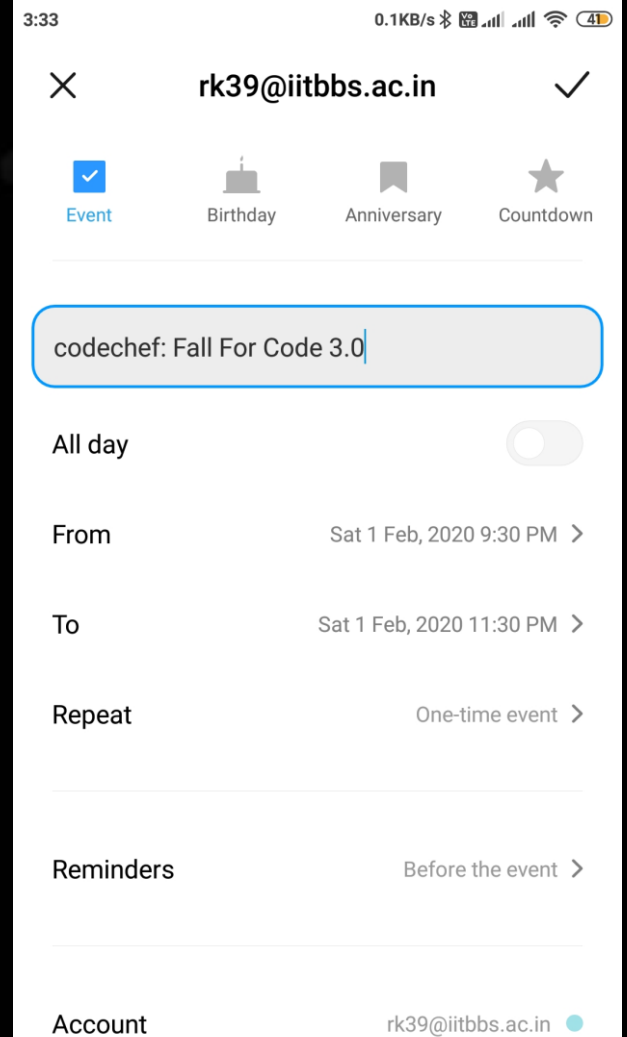 3:33 0.1KB/s Vo LTE 41
rk39@iitbbs.ac.in
Event Birthday Anniversary Countdown
codechef: Fall For Code 3.0
All day
From Sat 1 Feb, 2020 9:30 PM
To Sat 1 Feb, 2020 11:30 PM
Repeat One-time event
Reminders Before the event
Account rk39@iitbbs.ac.in